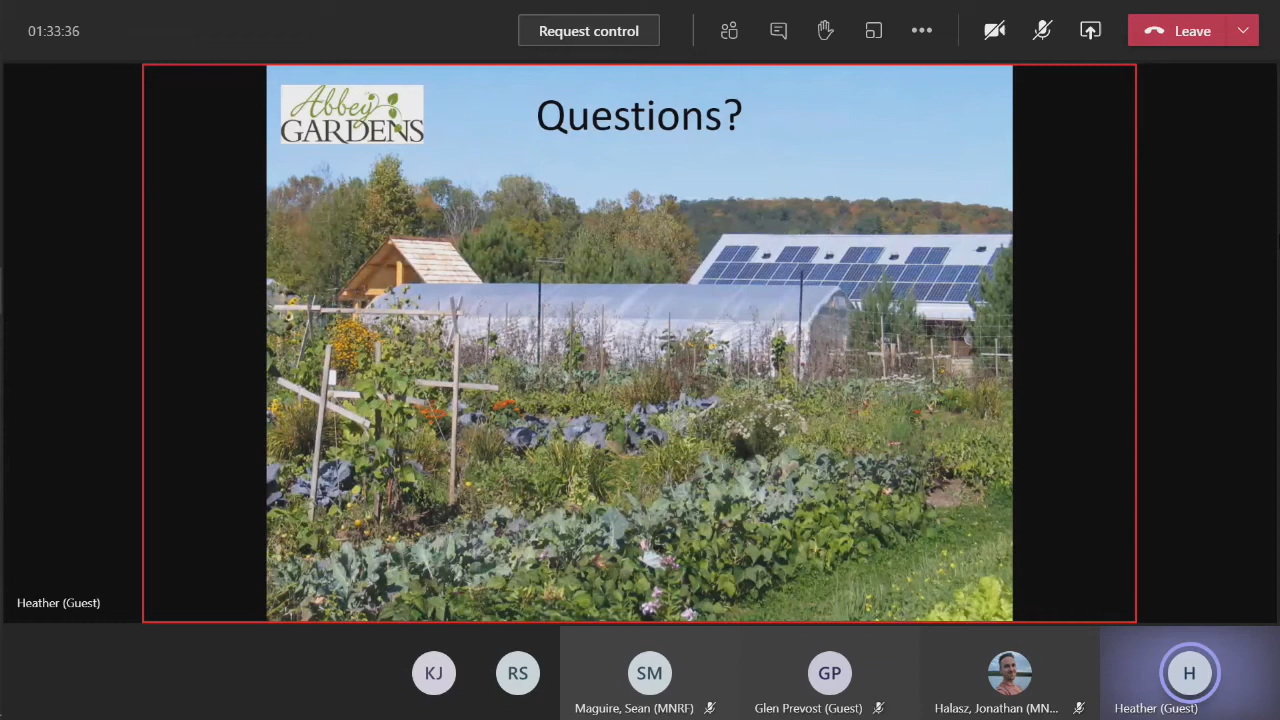 01:33:36
Request control
Leave
Abbey
GARDENS
Questions?
Heather (Guest)
KJ
RS
SM
GP
H
Maguire, Sean (MNRF)
Glen Prevost (Guest)
Halasz, Jonathan (MN...
Heather (Guest)